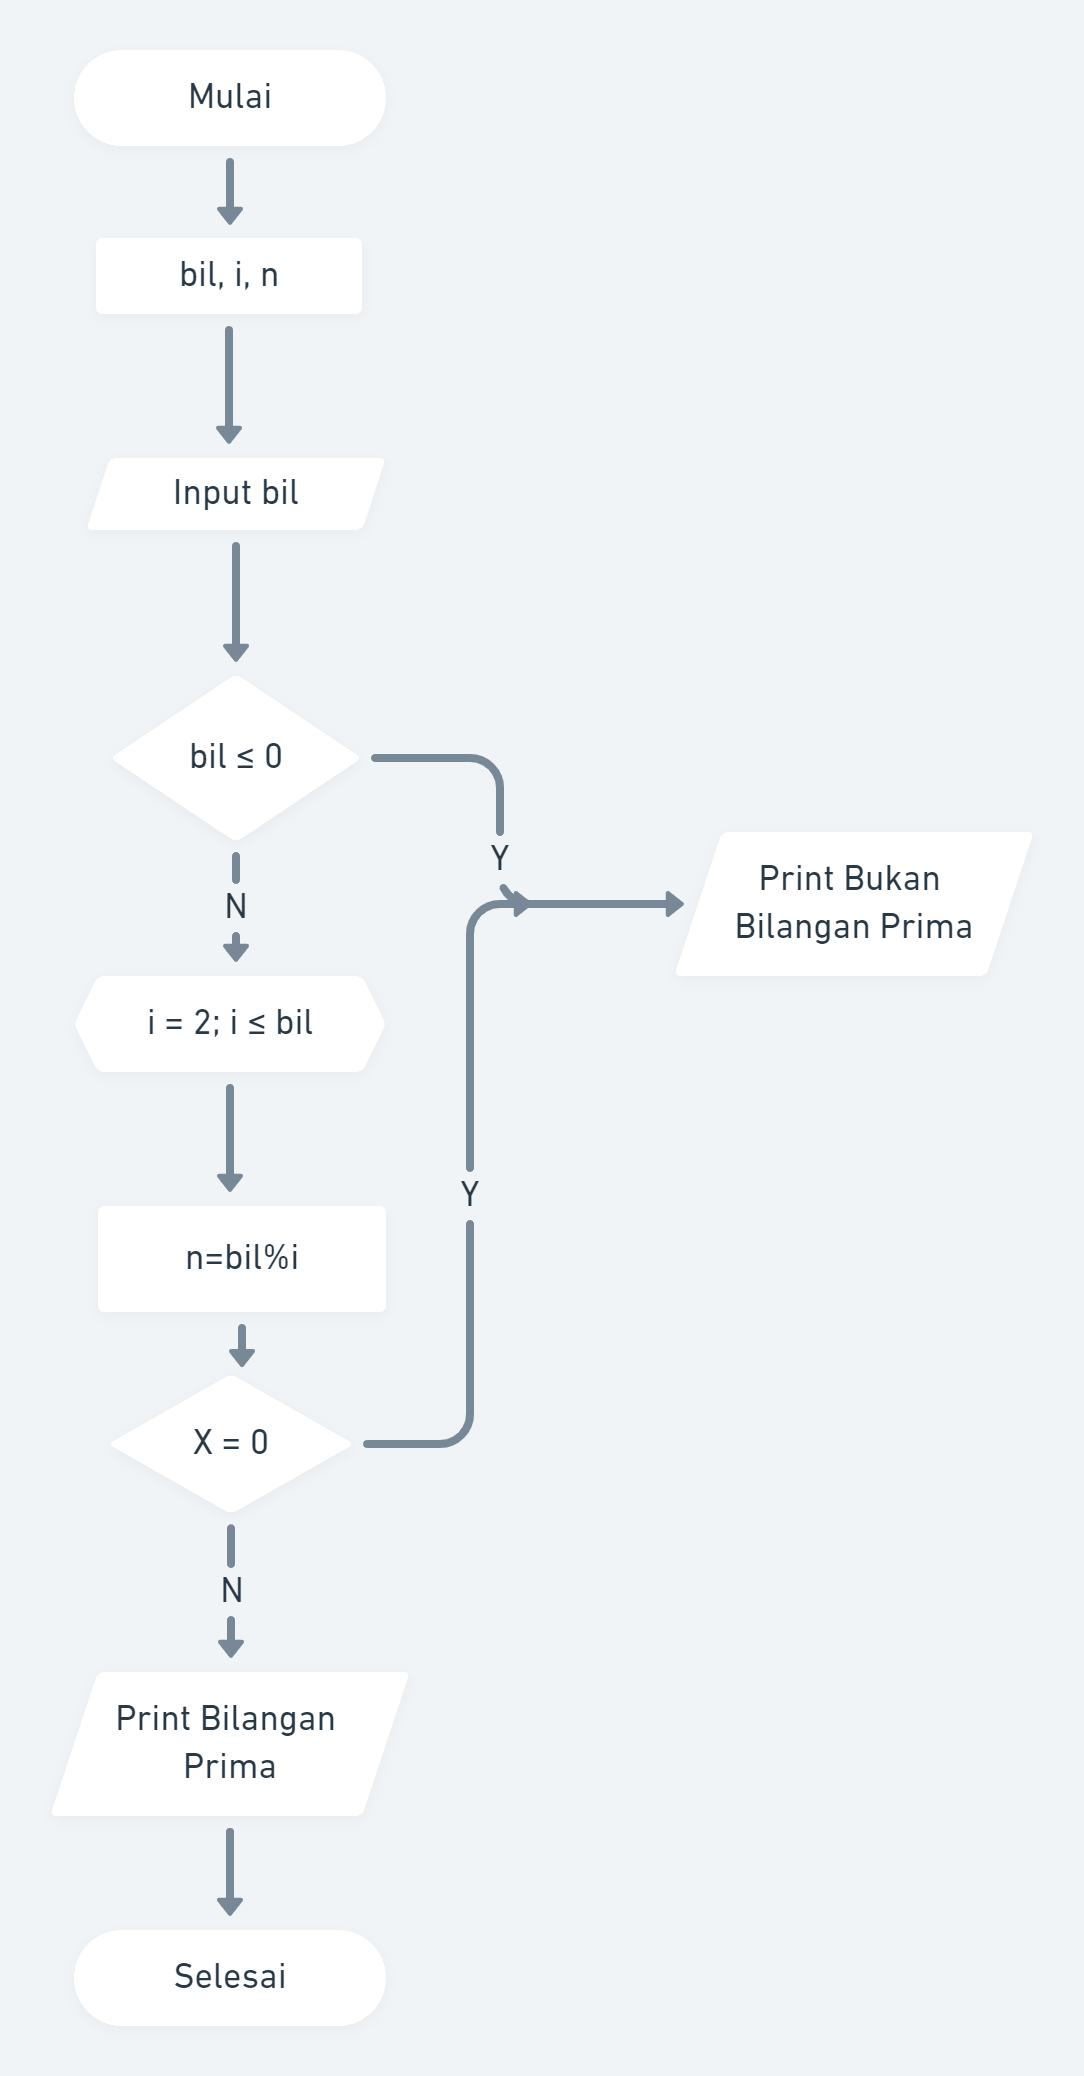 Mulai
bil, i, n
Input bil
bil ≤ 0
Y
Print Bukan
Bilangan Prima
N
i = 2; i ≤ bil
Y
n=bil%i
X = 0
N
Print Bilangan
Prima
Selesai